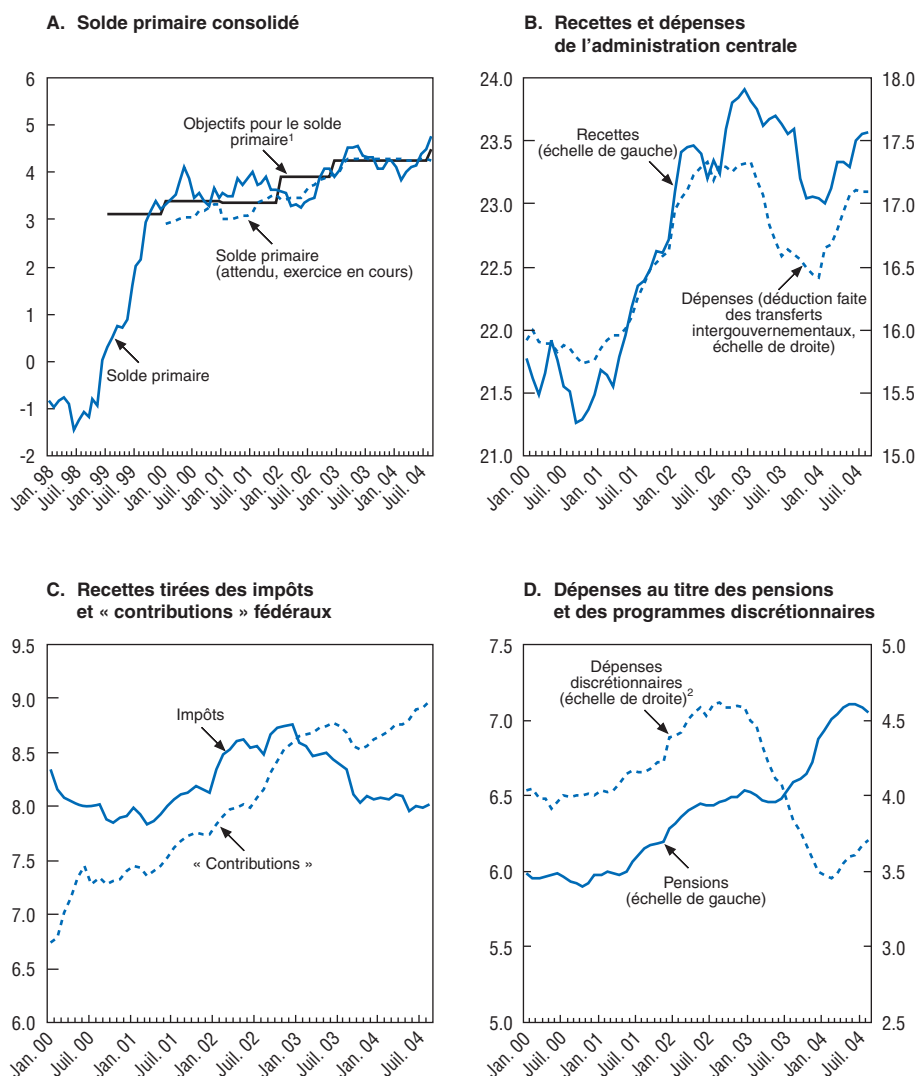 A. Solde primaire consolidé
6
5
4
3
2
1
0
-1
-2
Objectifs pour le solde
primaire1
Solde primaire
(attendu, exercice en cours)
Solde primaire
Jan. 98
Juil. 98
Jan. 99
Juil. 99
Jan. 00
Juil. 00
Jan. 01
Juil. 01
Jan. 02
Juil. 02
Jan. 03
Juil. 03
Jan. 04
Juil. 04
B. Recettes et dépenses
de l'administration centrale
24.0
23.5
23.0
22.5
22.0
21.5
21.0
18.0
17.5
17.0
16.5
16.0
15.5
15.0
Recettes
(échelle de gauche)
Dépenses (déduction faite
des transferts
intergouvernementaux,
échelle de droite)
Jan. 00
Juil. 00
Jan. 01
Juil. 01
Jan. 02
Juil. 02
Jan. 03
Juil. 03
Jan. 04
Juil. 04
C. Recettes tirées des impôts
et « contributions » fédéraux
9.5
9.0
8.5
8.0
7.5
7.0
6.5
6.0
Impôts
« Contributions »
Jan. 00
Juil. 00
Jan. 01
Juil. 01
Jan. 02
Juil. 02
Jan. 03
Juil. 03
Jan. 04
Juil. 04
D. Dépenses au titre des pensions
et des programmes discrétionnaires
7.5
7.0
6.5
6.0
5.5
5.0
5.0
4.5
4.0
3.5
3.0
2.5
Dépenses
discrétionnaires
(échelle de droite)2
Pensions
(échelle de gauche)
Jan. 00
Juil. 00
Jan. 01
Juil. 01
Jan. 02
Juil. 02
Jan. 03
Juil. 03
Jan. 04
Juil. 04